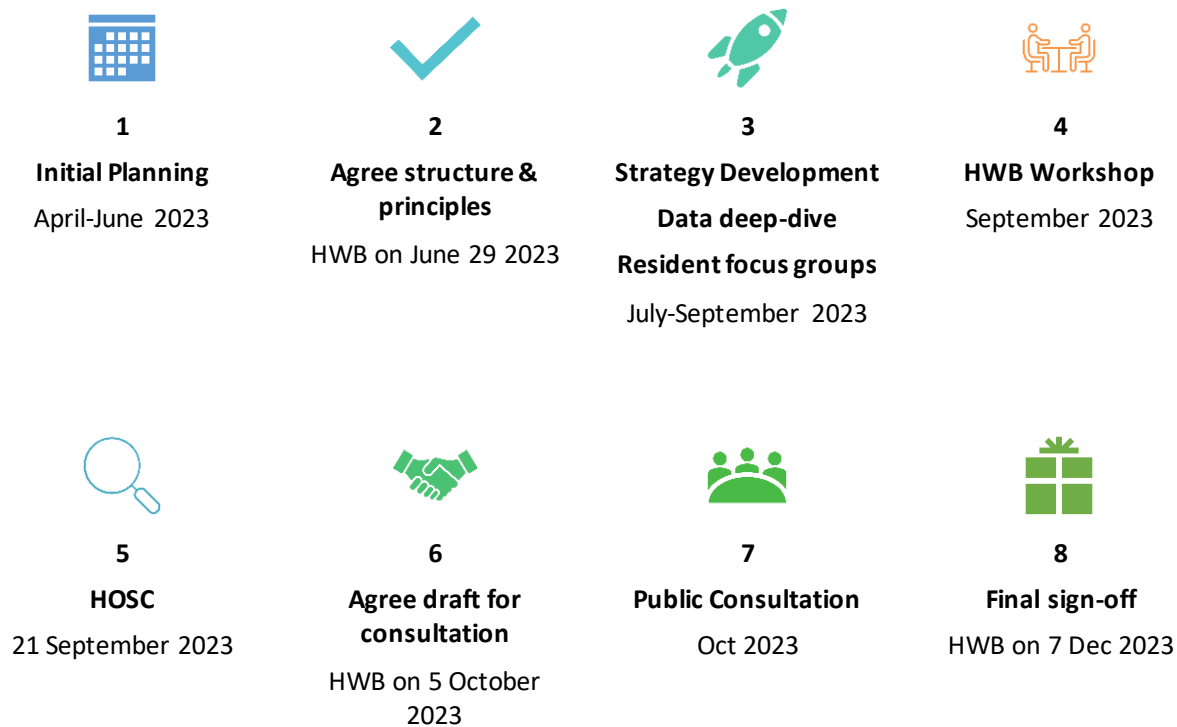 1
Initial Planning
April-June 2023
2
Agree structure &
principles
HWB on June 29 2023
3
Strategy Development
Data deep-dive
Resident focus groups
July-September 2023
4
HWB Workshop
September 2023
5
HOSC
21 September 2023
6
Agree draft for
consultation
HWB on 5 October
2023
7
Public Consultation
Oct 2023
8
Final sign-off
HWB on 7 Dec 2023